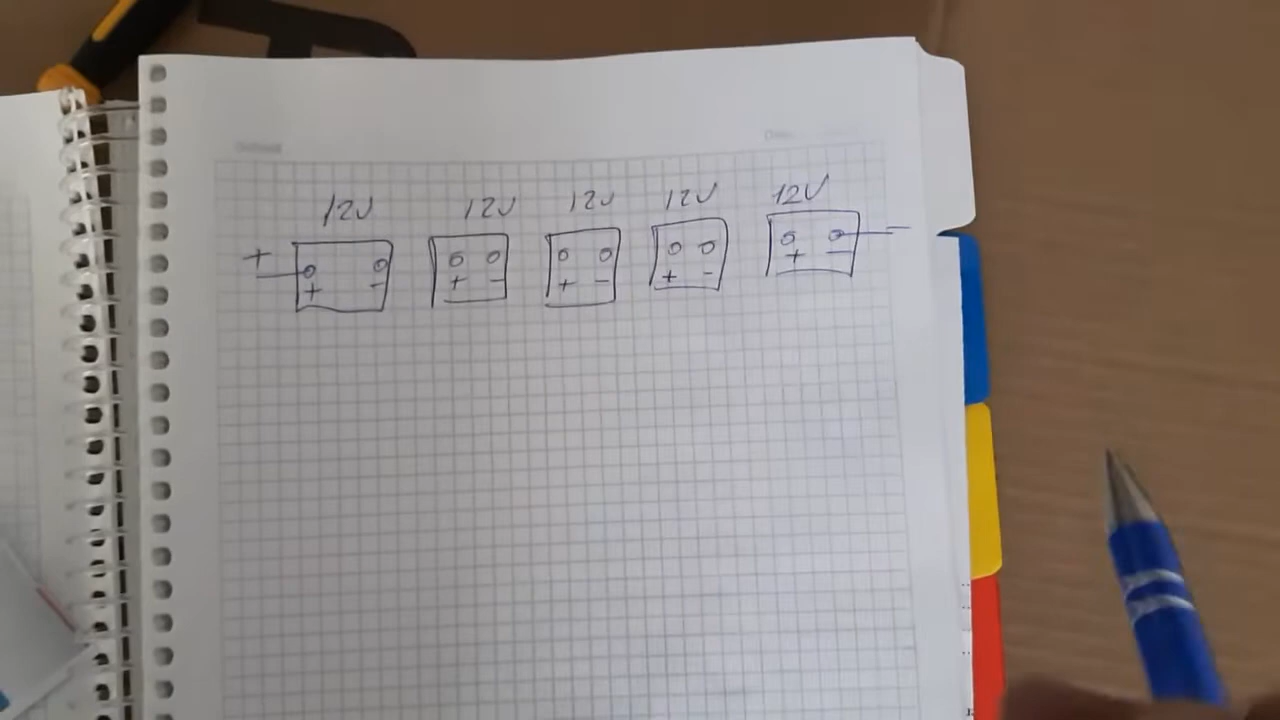 12V 12V 12V 12V 12V
+ -
+ - + - + - + - + -